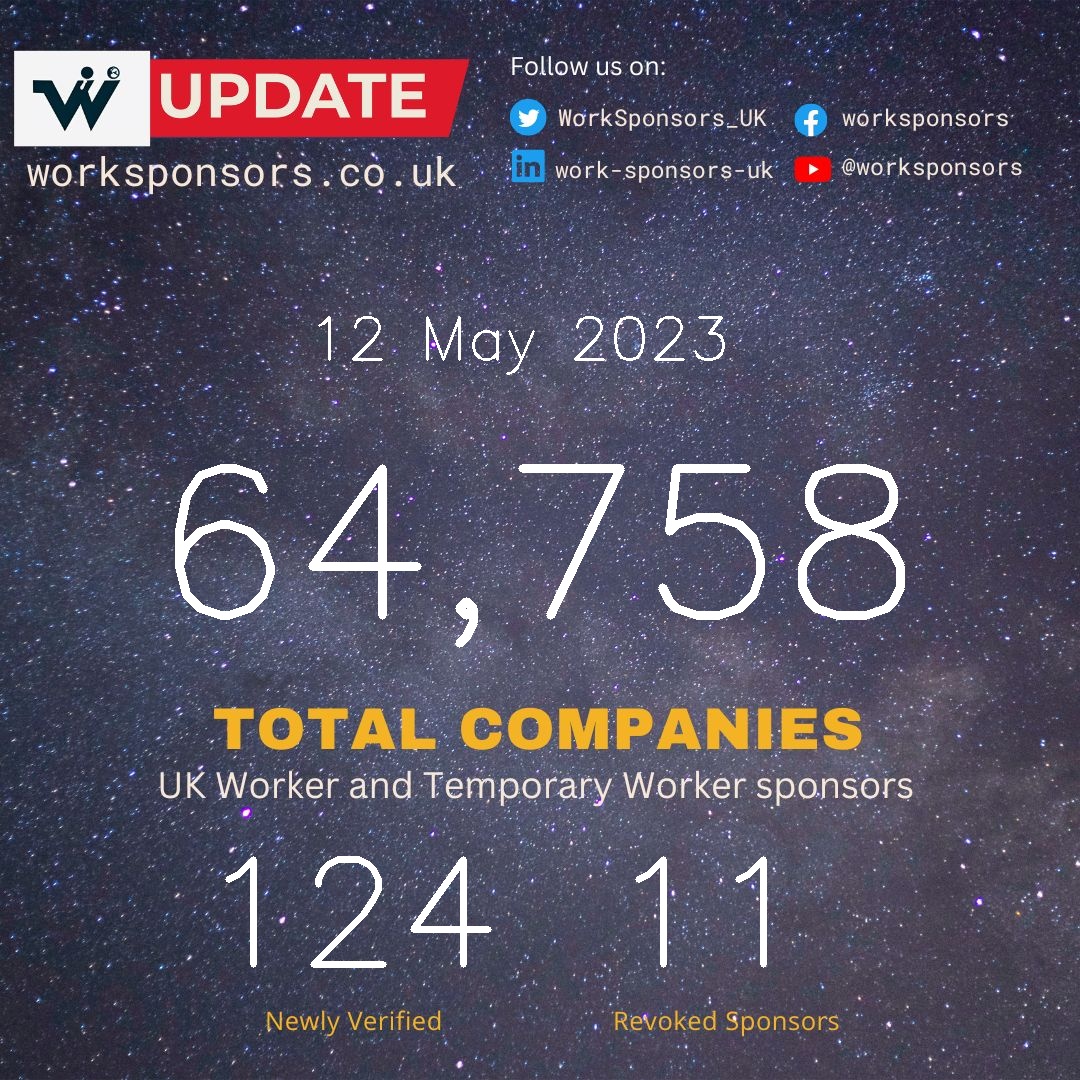 UPDATE
worksponsors.co.uk
Follow us on:
WorkSponsors_UK
worksponsors
work-sponsors-uk
@worksponsors
12 May 2023
64,758
TOTAL COMPANIES
UK Worker and Temporary Worker sponsors
124 11
Newly Verified Revoked Sponsors